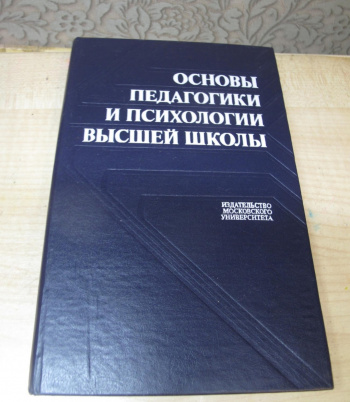 ОСНОВЫ
ПЕДАГОГИКИ
И ПСИХОЛОГИИ
ВЫСШЕЙ ШКОЛЫ
ИЗДАТЕЛЬСТВО
МОСКОВСКОГО
УНИВЕРСИТЕТА